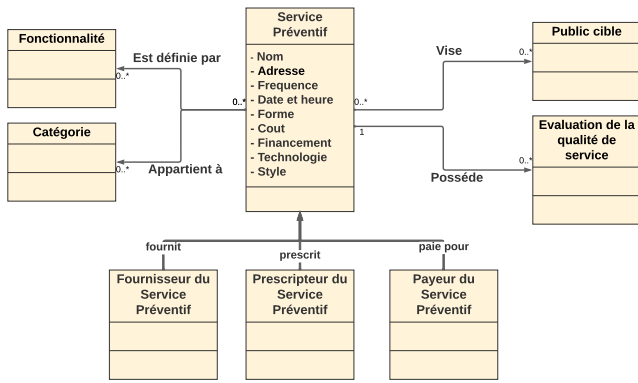 Service
Préventif
- Nom
- Adresse
- Frequence
- Date et heure
- Forme
- Cout
- Financement
- Technologie
- Style
Fonctionnalité
Est définie par
0..*
0..*
Catégorie
0..*
Appartient à
Public cible
Vise
0..*
0..*
1
Evaluation de la
qualité de
service
0..*
Posséde
fournit
prescrit
paie pour
Fournisseur du
Service
Préventif
Prescripteur du
Service
Préventif
Payeur du
Service
Préventif